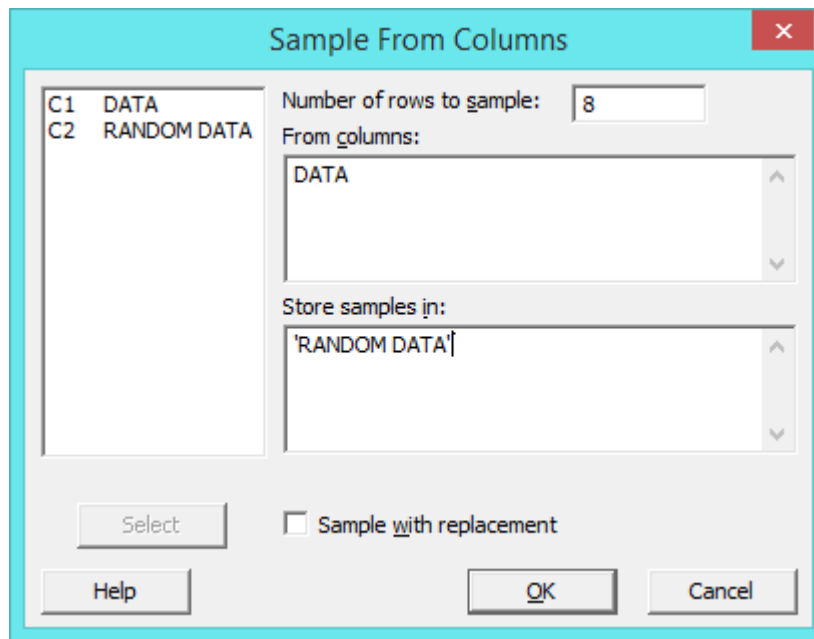 Sample From Columns
C1 DATA
C2 RANDOM DATA
Number of rows to sample: 8
From columns:
DATA
Store samples in:
'RANDOM DATA'
Select
Sample with replacement
Help
OK
Cancel